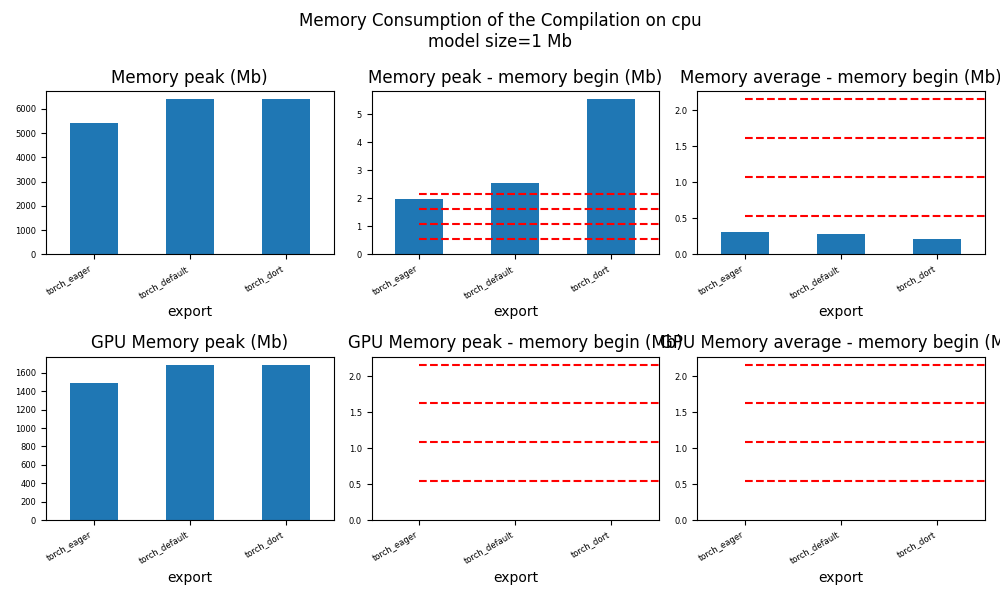 Memory Consumption of the Compilation on cpu
model size=1 Mb
Memory peak (Mb)
6000
5000
4000
3000
2000
1000
0
torch_eager
torch_default
torch_dort
export
Memory peak - memory begin (Mb)
5
4
3
2
1
0
torch_eager
torch_default
torch_dort
export
Memory average - memory begin (Mb)
2.0
1.5
1.0
0.5
0.0
torch_eager
torch_default
torch_dort
export
GPU Memory peak (Mb)
1600
1400
1200
1000
800
600
400
200
0
torch_eager
torch_default
torch_dort
export
GPU Memory peak - memory begin (Mb)
2.0
1.5
1.0
0.5
0.0
torch_eager
torch_default
torch_dort
export
GPU Memory average - memory begin (M
2.0
1.5
1.0
0.5
0.0
torch_eager
torch_default
torch_dort
export